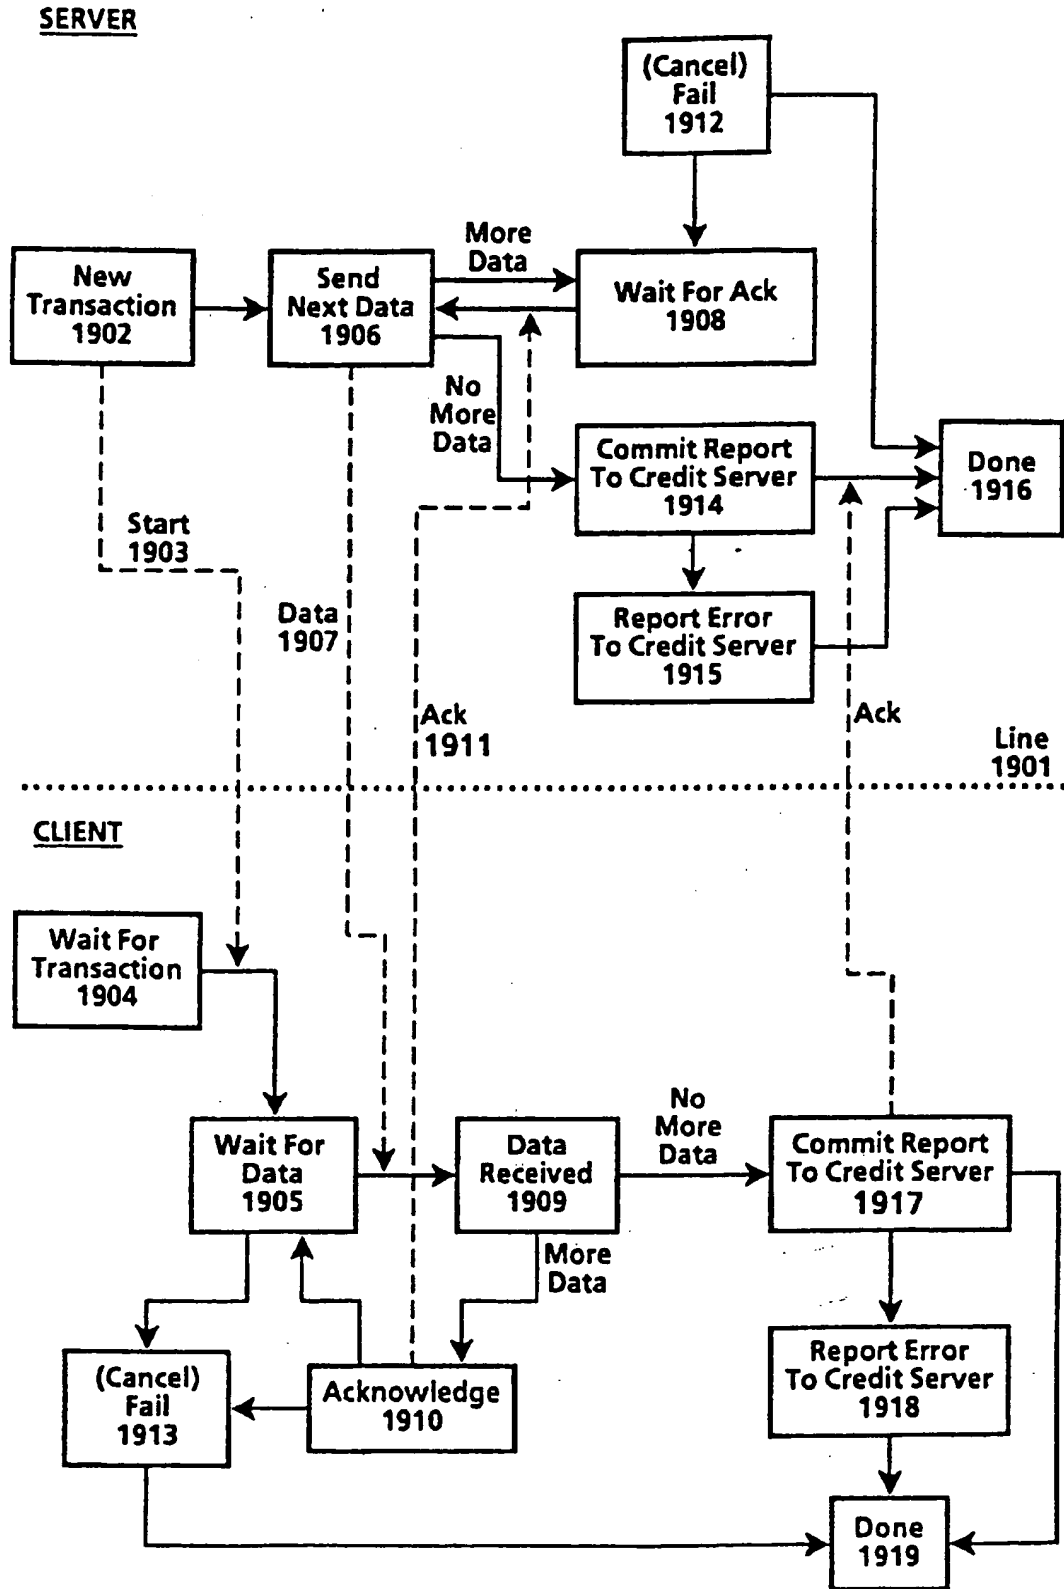 SERVER
(Cancel)
Fail
1912
More
Data
New
Transaction
1902
Send
Next Data
1906
Wait For Ack
1908
No
More
Data
Commit Report
To Credit Server
1914
Done
1916
Start
1903
Data
1907
Report Error
To Credit Server
1915
Ack
1911
Ack
Line
1901
CLIENT
Wait For
Transaction
1904
Wait For
Data
1905
Data
Received
1909
No
More
Data
Commit Report
To Credit Server
1917
More
Data
(Cancel)
Fail
1913
Acknowledge
1910
Report Error
To Credit Server
1918
Done
1919